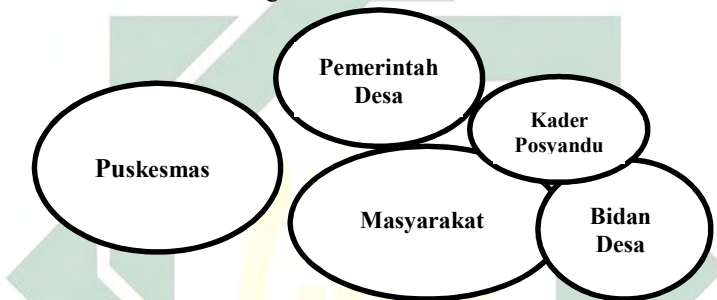 Pemerintah
Desa
Kader
Posyandu
Puskesmas
Masyarakat
Bidan
Desa